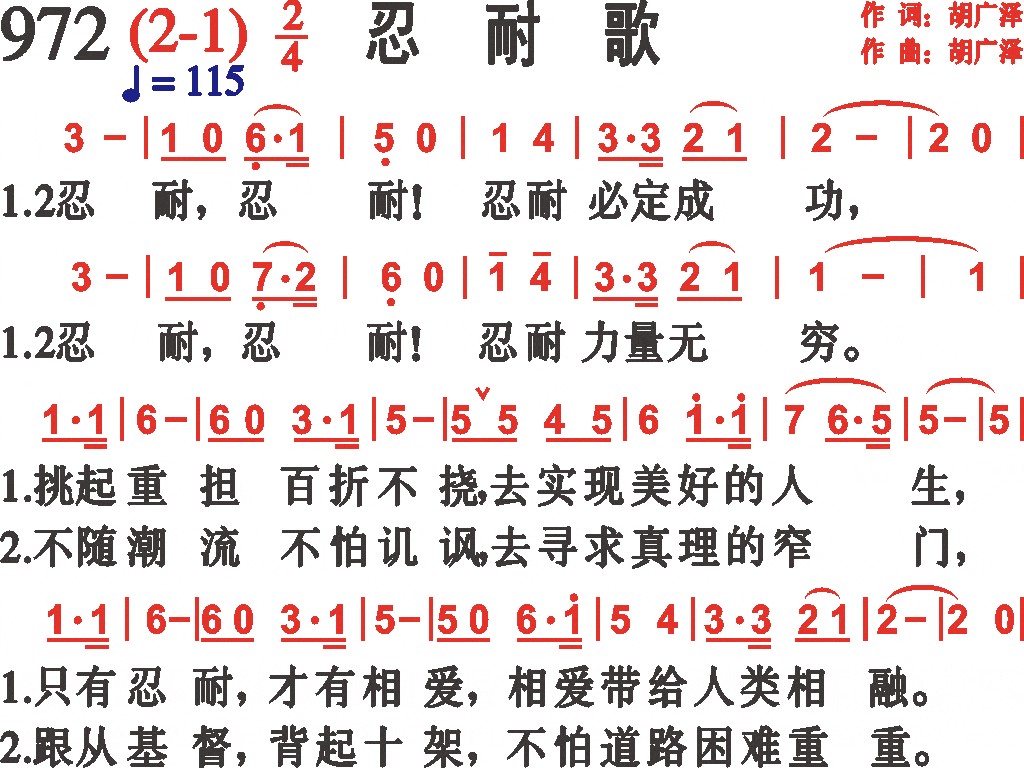 972 (2-1) 2/4 忍 耐 歌 作 词：胡广泽
♩= 115 作 曲：胡广泽
3 - | 1 0 6·1 | 5 0 | 1 4 | 3·3 2 1 | 2 - | 2 0 |
1.2忍 耐，忍 耐！ 忍耐 必定成 功，
3 - | 1 0 7·2 | 6 0 | 1 4 | 3·3 2 1 | 1 - | 1 |
1.2忍 耐，忍 耐！ 忍耐 力量无 穷。
1·1 | 6 - | 6 0 3·1 | 5 - | 5 ∨ 5 4 5 | 6 1·1 | 7 6·5 | 5 - | 5 |
1.挑起重 担 百折不 挠，去实现美好的人 生，
2.不随潮 流 不怕讥 讽，去寻求真理的窄 门，
1·1 | 6 - | 6 0 3·1 | 5 - | 5 0 6·1 | 5 4 | 3·3 2 1 | 2 - | 2 0 |
1.只有忍 耐，才有相 爱，相爱带给人类相 融。
2.跟从基 督，背起十 架，不怕道路困难重 重。